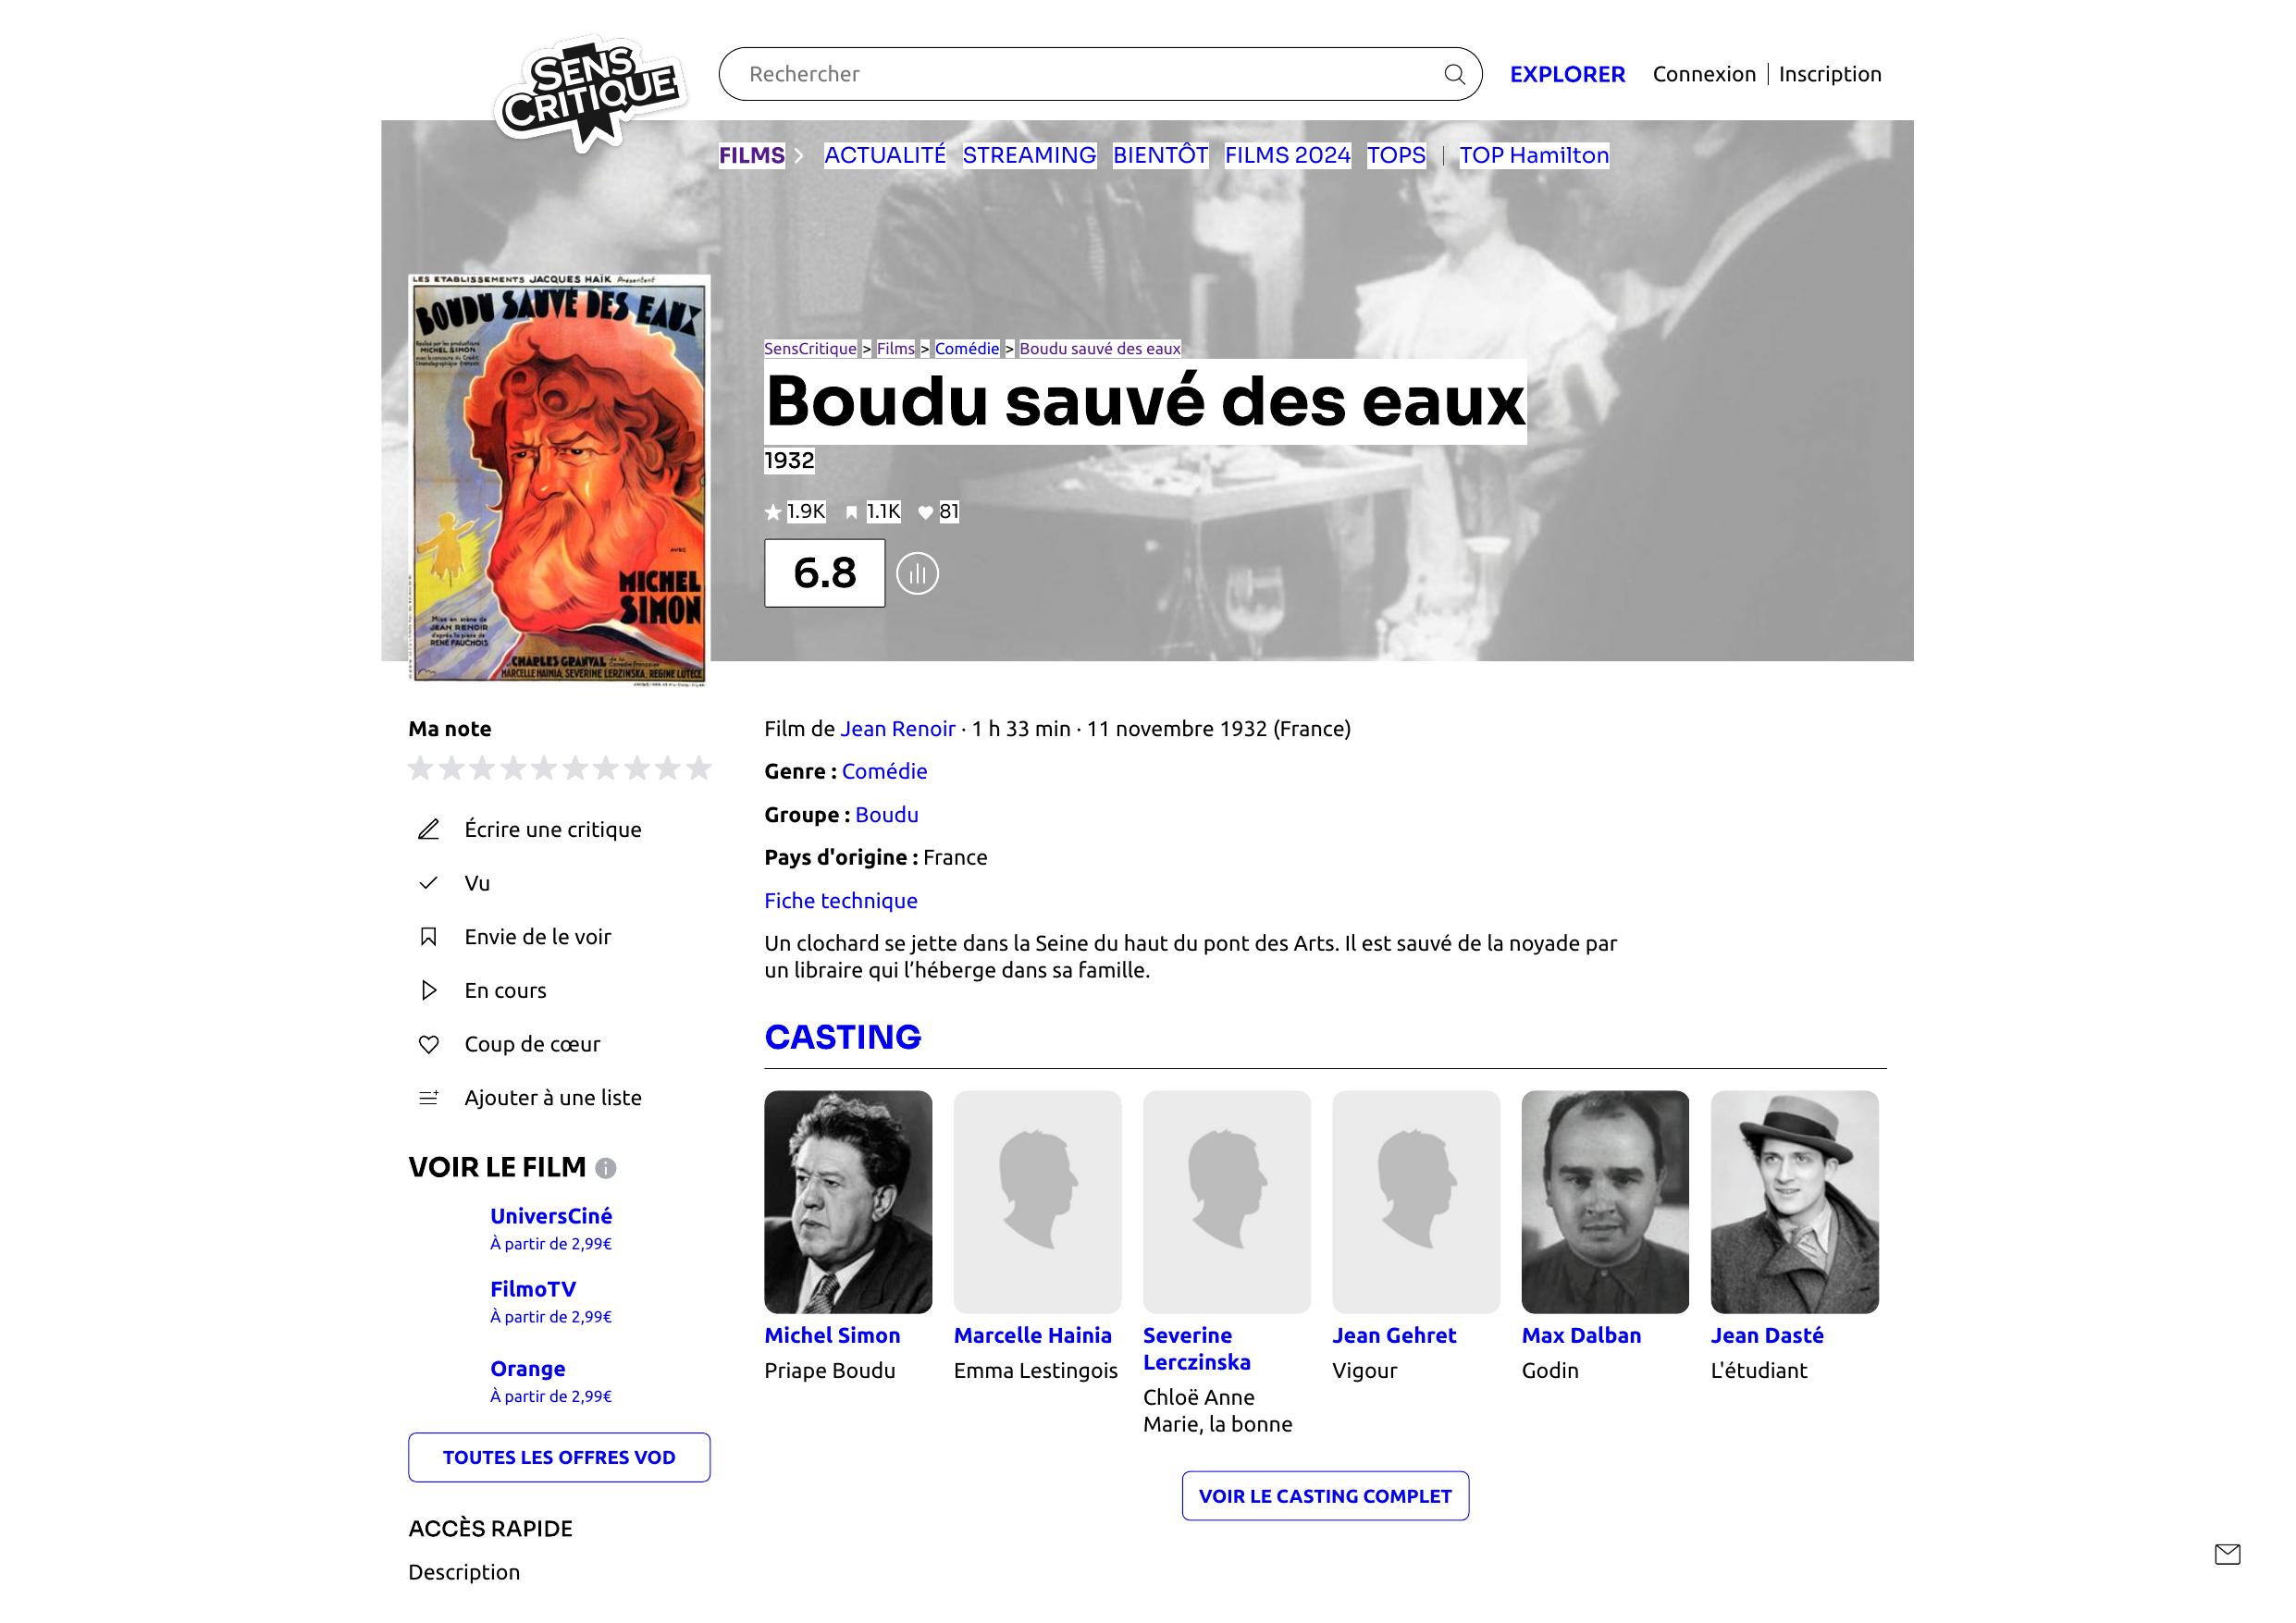 SENS
CRITIQUE
Rechercher
EXPLORER
Connexion | Inscription
FILMS
ACTUALITÉ STREAMING BIENTÔT FILMS 2024 TOPS | TOP Hamilton
LES ETABLISSEMENTS JACQUES HAÏK Présentent
BOUDU SAUVÉ DES EAUX
MICHEL SIMON
AVEC
MICHEL
SIMON
Mise en scène de
JEAN RENOIR
d'après la pièce de
RENÉ FAUCHOIS
CHARLES GRANVAL de la Comédie Française
MARCELLE HAINIA, SEVERINE LERZINSKA, REGINE LUTECE
SensCritique > Films > Comédie > Boudu sauvé des eaux
Boudu sauvé des eaux
1932
1.9K 1.1K 81
6.8
Ma note
Écrire une critique
Vu
Envie de le voir
En cours
Coup de cœur
Ajouter à une liste
VOIR LE FILM
UniversCiné
À partir de 2,99€
FilmoTV
À partir de 2,99€
Orange
À partir de 2,99€
TOUTES LES OFFRES VOD
ACCÈS RAPIDE
Description
Film de Jean Renoir · 1 h 33 min · 11 novembre 1932 (France)
Genre : Comédie
Groupe : Boudu
Pays d'origine : France
Fiche technique
Un clochard se jette dans la Seine du haut du pont des Arts. Il est sauvé de la noyade par
un libraire qui l’héberge dans sa famille.
CASTING
Michel Simon
Priape Boudu
Marcelle Hainia
Emma Lestingois
Severine
Lerczinska
Chloë Anne
Marie, la bonne
Jean Gehret
Vigour
Max Dalban
Godin
Jean Dasté
L'étudiant
VOIR LE CASTING COMPLET